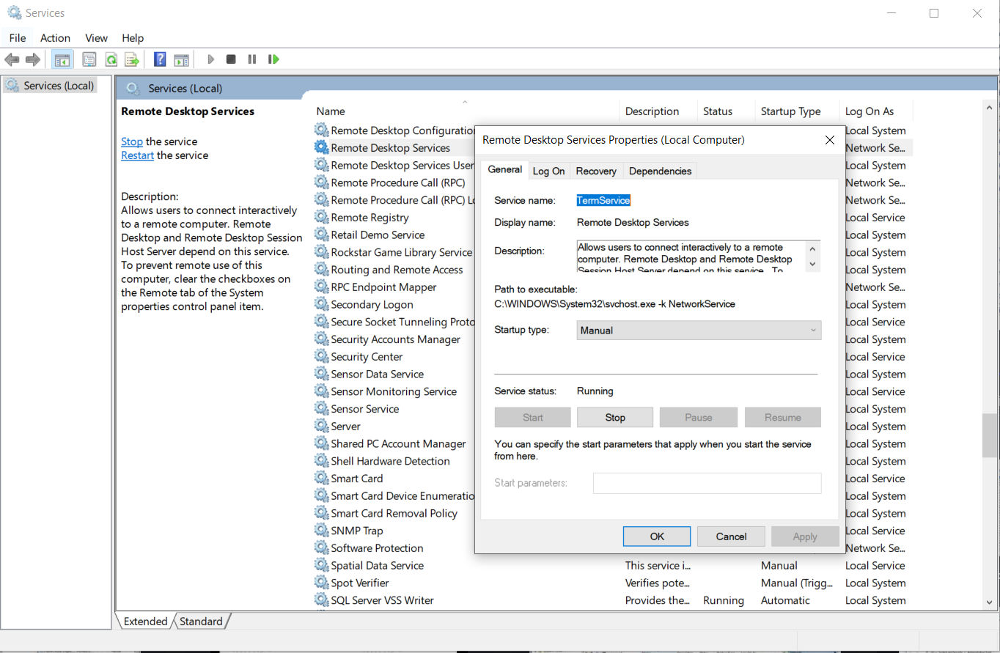 Services
File Action View Help
Services (Local)
Services (Local)
Remote Desktop Services
Stop the service
Restart the service
Description:
Allows users to connect interactively
to a remote computer. Remote
Desktop and Remote Desktop Session
Host Server depend on this service.
To prevent remote use of this
computer, clear the checkboxes on
the Remote tab of the System
properties control panel item.
Name Description Status Startup Type Log On As
Remote Desktop Configuration Local System
Remote Desktop Services Network Se...
Remote Desktop Services User Local System
Remote Procedure Call (RPC) Network Se...
Remote Procedure Call (RPC) Lo Network Se...
Remote Registry Local Service
Retail Demo Service Local System
Rockstar Game Library Service Local System
Routing and Remote Access Local System
RPC Endpoint Mapper Network Se...
Secondary Logon Local System
Secure Socket Tunneling Proto Local Service
Security Accounts Manager Local System
Security Center Local Service
Sensor Data Service Local System
Sensor Monitoring Service Local Service
Sensor Service Local System
Server Local System
Shared PC Account Manager Local System
Shell Hardware Detection Local System
Smart Card Local Service
Smart Card Device Enumeratio Local System
Smart Card Removal Policy Local System
SNMP Trap Local Service
Software Protection Network Se...
Spatial Data Service This service i... Manual Local Service
Spot Verifier Verifies pote... Manual (Trigg... Local System
SQL Server VSS Writer Provides the... Running Automatic Local System
Extended Standard
Remote Desktop Services Properties (Local Computer)
General Log On Recovery Dependencies
Service name: TermService
Display name: Remote Desktop Services
Description: Allows users to connect interactively to a remote
computer. Remote Desktop and Remote Desktop
Session Host Server depend on this service. To
Path to executable:
C:\WINDOWS\System32\svchost.exe -k NetworkService
Startup type: Manual
Service status: Running
Start Stop Pause Resume
You can specify the start parameters that apply when you start the service
from here.
Start parameters:
OK Cancel Apply